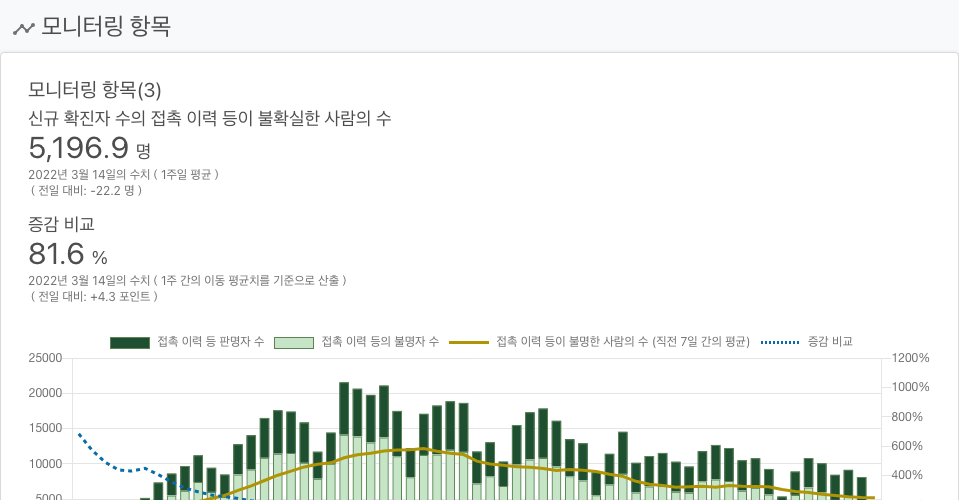 모니터링 항목
모니터링 항목(3)
신규 확진자 수의 접촉 이력 등이 불확실한 사람의 수
5,196.9 명
2022년 3월 14일의 수치 ( 1주일 평균 )
( 전일 대비: -22.2 명 )
증감 비교
81.6 %
2022년 3월 14일의 수치 ( 1주 간의 이동 평균치를 기준으로 산출 )
( 전일 대비: +4.3 포인트 )
접촉 이력 등 판명자 수 접촉 이력 등의 불명자 수 접촉 이력 등이 불명한 사람의 수 (직전 7일 간의 평균) 증감 비교
25000 1200%
20000 1000%
15000 800%
10000 600%
5000 400%